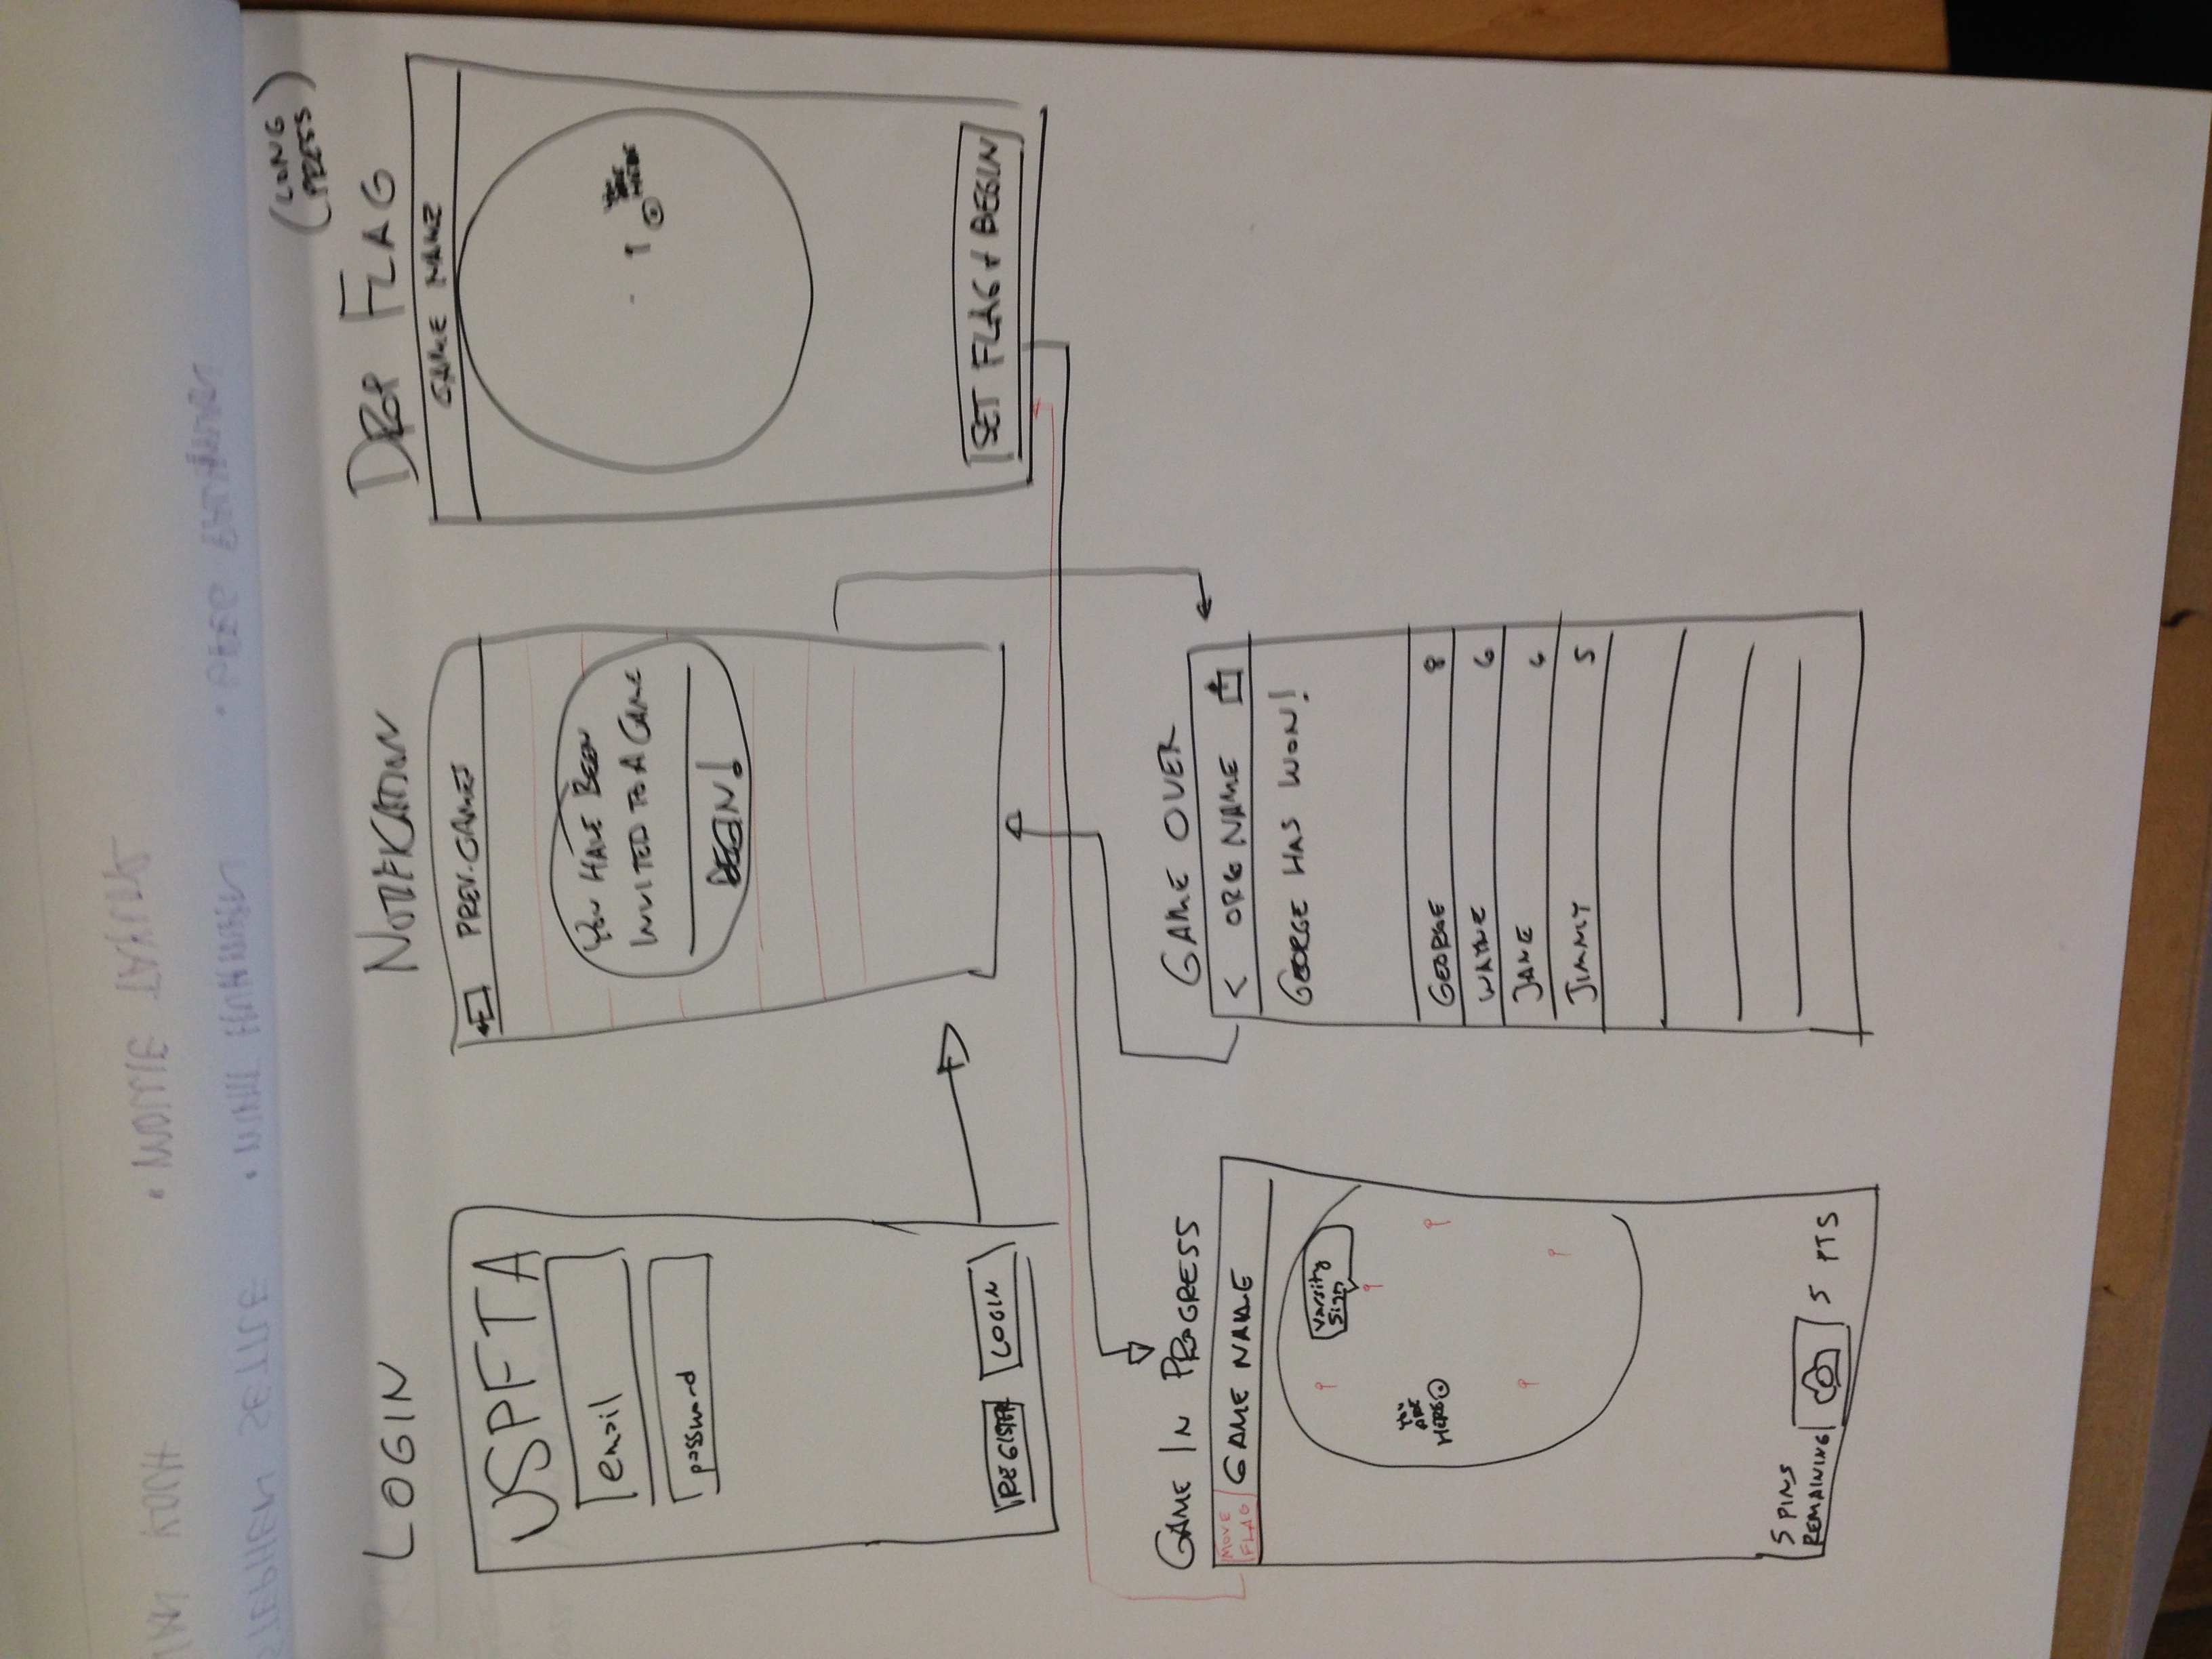 STEPHEN SETTLE
(LONG
PRESS)
LOGIN
USPFTA
email
password
REGISTER
LOGIN
NOTIFICATION
PREV. GAMES
YOU HAVE BEEN
INVITED TO A GAME
BEGIN!
DROP FLAG
GAME NAME
YOU
ARE
HERE
SET FLAG + BEGIN
GAME IN PROGRESS
MOVE
FLAG
GAME NAME
Varsity
Sign
YOU
ARE
HERE
5 PINS
REMAINING
5 PTS
GAME OVER
< ORG NAME
GEORGE HAS WON!
GEORGE 8
WAYNE 6
JANE 6
JIMMY 5